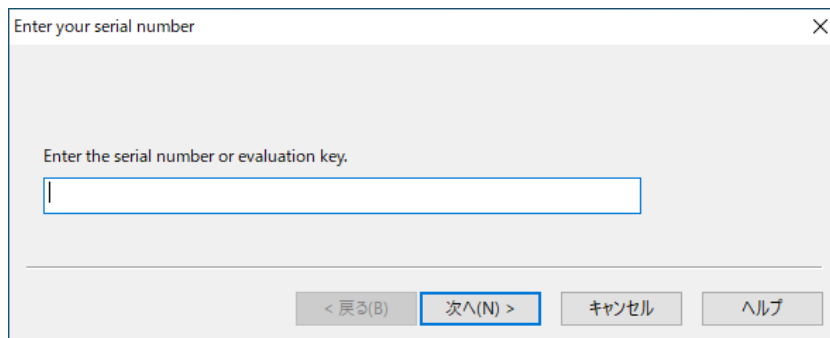 Enter your serial number
Enter the serial number or evaluation key.
< 戻る(B) 次へ(N) > キャンセル ヘルプ